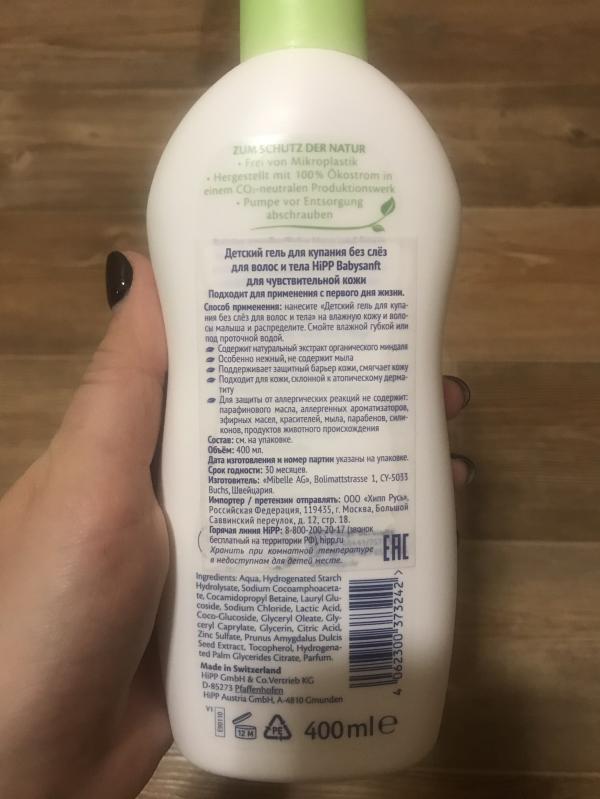 ZUM SCHUTZ DER NATUR
• Frei von Mikroplastik
• Hergestellt mit 100% Ökostrom in
einem CO₂-neutralen Produktionswerk
• Pumpe vor Entsorgung
abschrauben
Детский гель для купания без слёз
для волос и тела HiPP Babysanft
для чувствительной кожи
Подходит для применения с первого дня жизни.
Способ применения: нанесите «Детский гель для купа-
ния без слёз для волос и тела» на влажную кожу и воло-
сы малыша и распределите. Смойте влажной губкой или
под проточной водой.
Содержит натуральный экстракт органического миндаля
Особенно нежный, не содержит мыла
Поддерживает защитный барьер кожи, смягчает кожу
Подходит для кожи, склонной к атопическому дерма-
титу
Для защиты от аллергических реакций не содержит:
парафинового масла, аллергенных ароматизаторов,
эфирных масел, красителей, мыла, парабенов, сили-
конов, продуктов животного происхождения
Состав: см. на упаковке.
Объём: 400 мл.
Дата изготовления и номер партии указаны на упаковке.
Срок годности: 30 месяцев.
Изготовитель: «Mibelle AG», Bolimattstrasse 1, CY-5033
Buchs, Швейцария.
Импортер / претензии отправлять: ООО «Хипп Русь»,
Российская Федерация, 119435, г. Москва, Большой
Саввинский переулок, д. 12, стр. 18.
Горячая линия HiPP: 8-800-200-20-17 (звонок
бесплатный на территории РФ), hipp.ru
Хранить при комнатной температуре
в недоступном для детей месте.
EAC
Ingredients: Aqua, Hydrogenated Starch
Hydrolysate, Sodium Cocoamphoaceta-
te, Cocamidopropyl Betaine, Lauryl Glu-
coside, Sodium Chloride, Lactic Acid,
Coco-Glucoside, Glyceryl Oleate, Gly-
ceryl Caprylate, Glycerin, Citric Acid,
Zinc Sulfate, Prunus Amygdalus Dulcis
Seed Extract, Tocopherol, Hydrogena-
ted Palm Glycerides Citrate, Parfum.
Made in Switzerland
HiPP GmbH & Co.Vertrieb KG
D-85273 Pfaffenhofen
HiPP Austria GmbH, A-4810 Gmunden
4 062300 373242 >
V1
E90110
12 M
PE
400 ml e